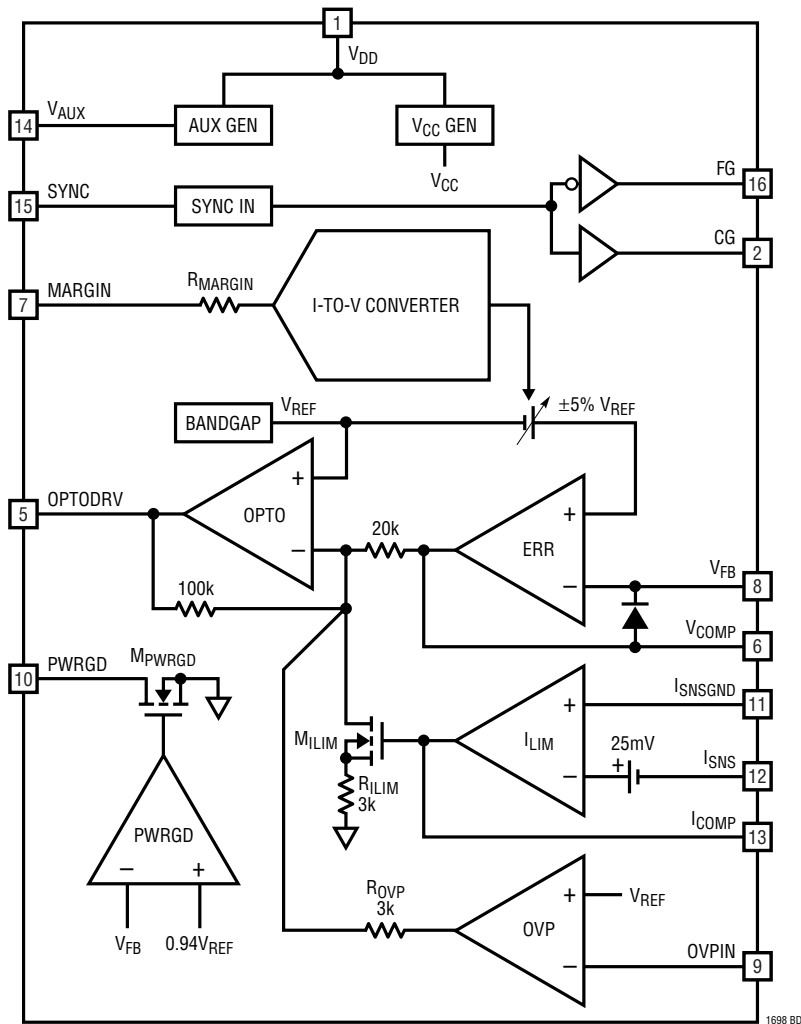 1
VDD
14
VAUX
AUX GEN
VCC GEN
VCC
15
SYNC
SYNC IN
FG
16
CG
2
7
MARGIN
RMARGIN
I-TO-V CONVERTER
BANDGAP
VREF
±5% VREF
5
OPTODRV
+
OPTO
−
20k
+
ERR
−
100k
VFB
8
VCOMP
6
10
PWRGD
MPWRGD
ISNSGND
11
MILIM
+
ILIM
−
25mV
+
ISNS
12
RILIM
3k
ICOMP
13
PWRGD
−
+
VFB
0.94VREF
ROVP
3k
+
OVP
−
VREF
OVPIN
9
1698 BD